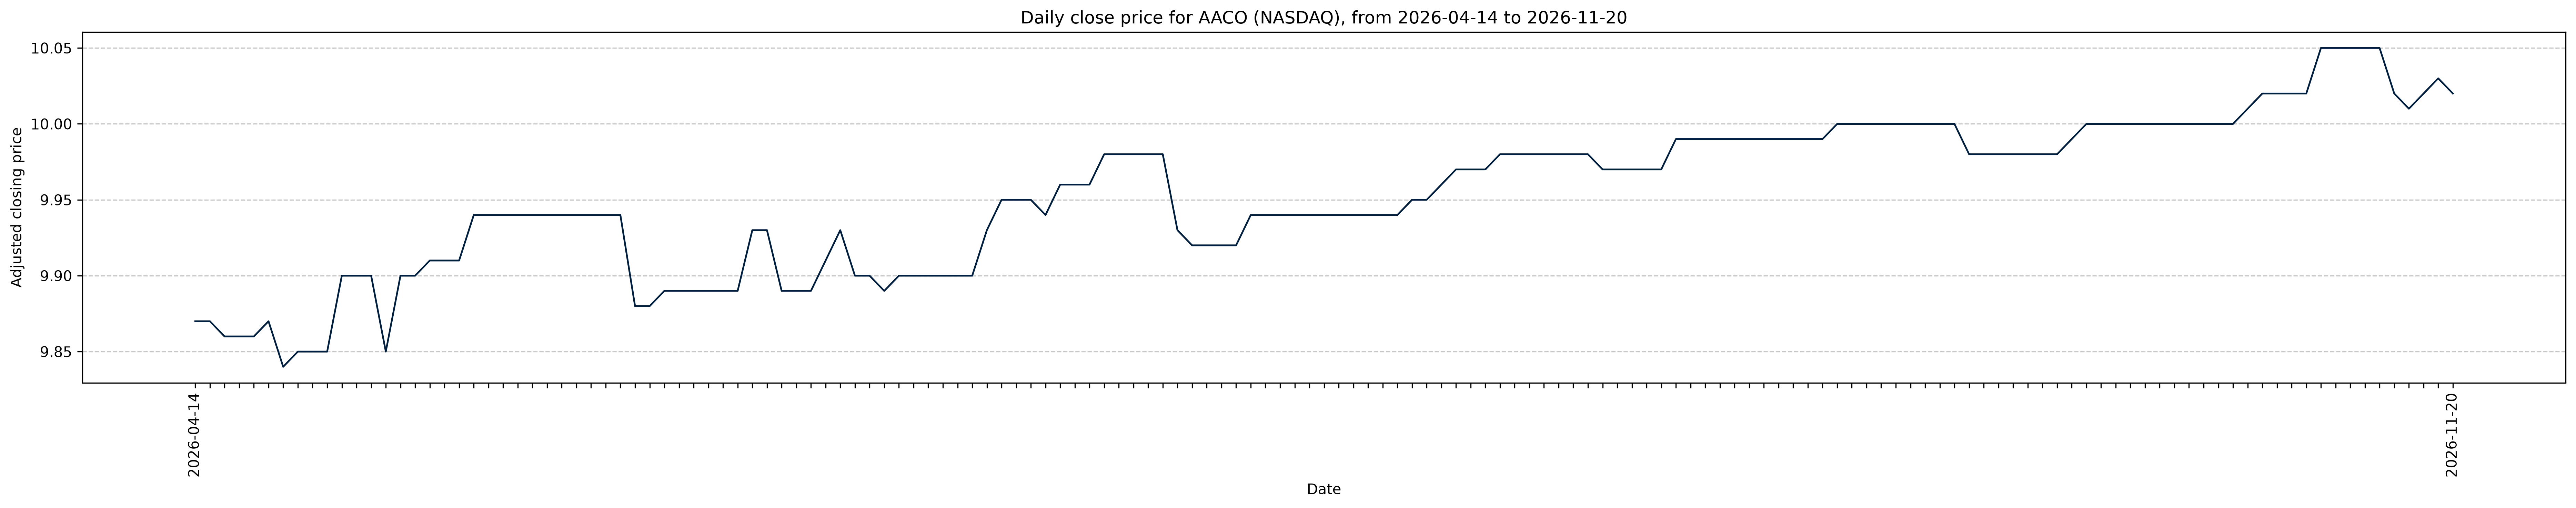 Daily close price for AACO (NASDAQ), from 2026-04-14 to 2026-11-20
Adjusted closing price
10.05
10.00
9.95
9.90
9.85
2026-04-14
2026-11-20
Date